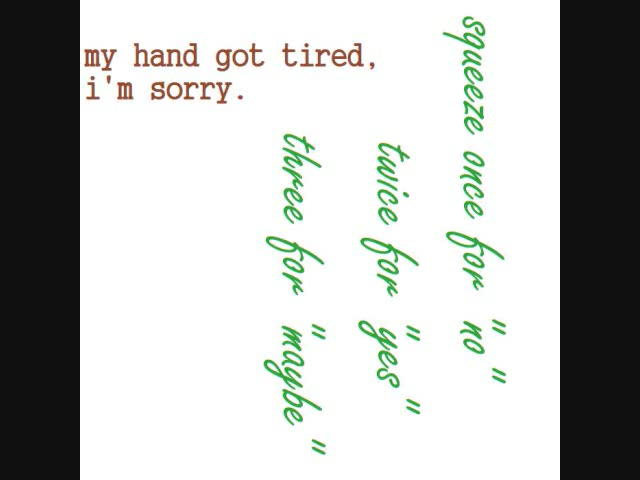 my hand got tired,
i'm sorry.
squeeze once for "no"
twice for "yes"
three for "maybe"